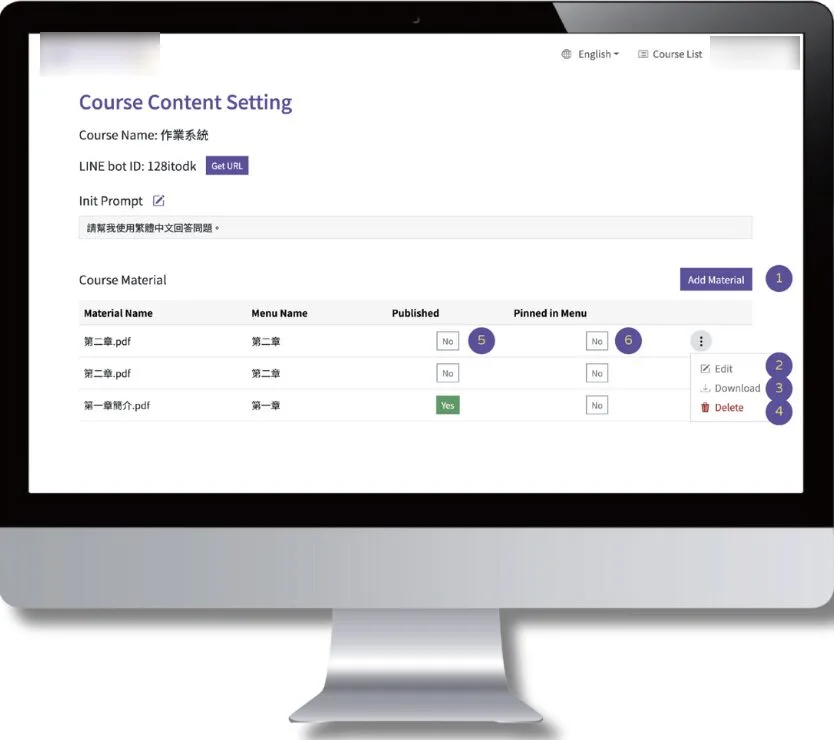 English Course List
Course Content Setting
Course Name: 作業系統
LINE bot ID: 128itodk Get URL
Init Prompt
請幫我使用繁體中文回答問題。
Course Material Add Material 1
Material Name Menu Name Published Pinned in Menu
第二章.pdf 第二章 No 5 No 6
第二章.pdf 第二章 No No
第一章簡介.pdf 第一章 Yes No
Edit 2
Download 3
Delete 4